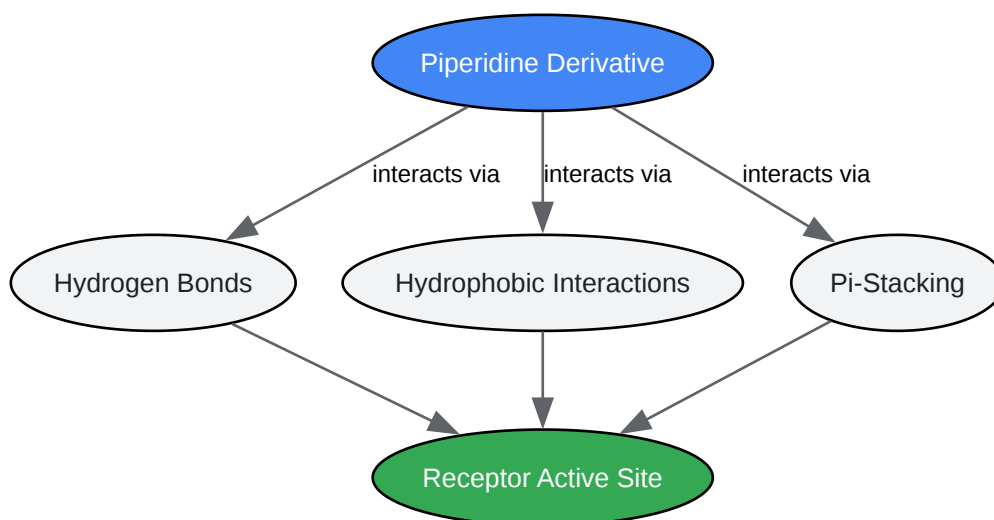 Piperidine Derivative
interacts via
interacts via
interacts via
Hydrogen Bonds
Hydrophobic Interactions
Pi-Stacking
Receptor Active Site